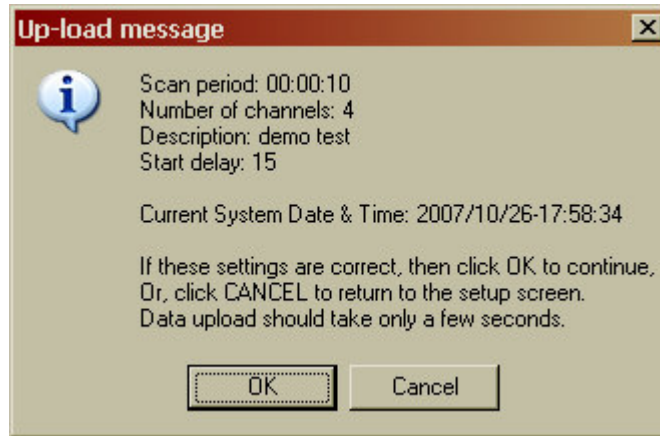 Up-load message
Scan period: 00:00:10
Number of channels: 4
Description: demo test
Start delay: 15
Current System Date & Time: 2007/10/26-17:58:34
If these settings are correct, then click OK to continue,
Or, click CANCEL to return to the setup screen.
Data upload should take only a few seconds.
OK
Cancel